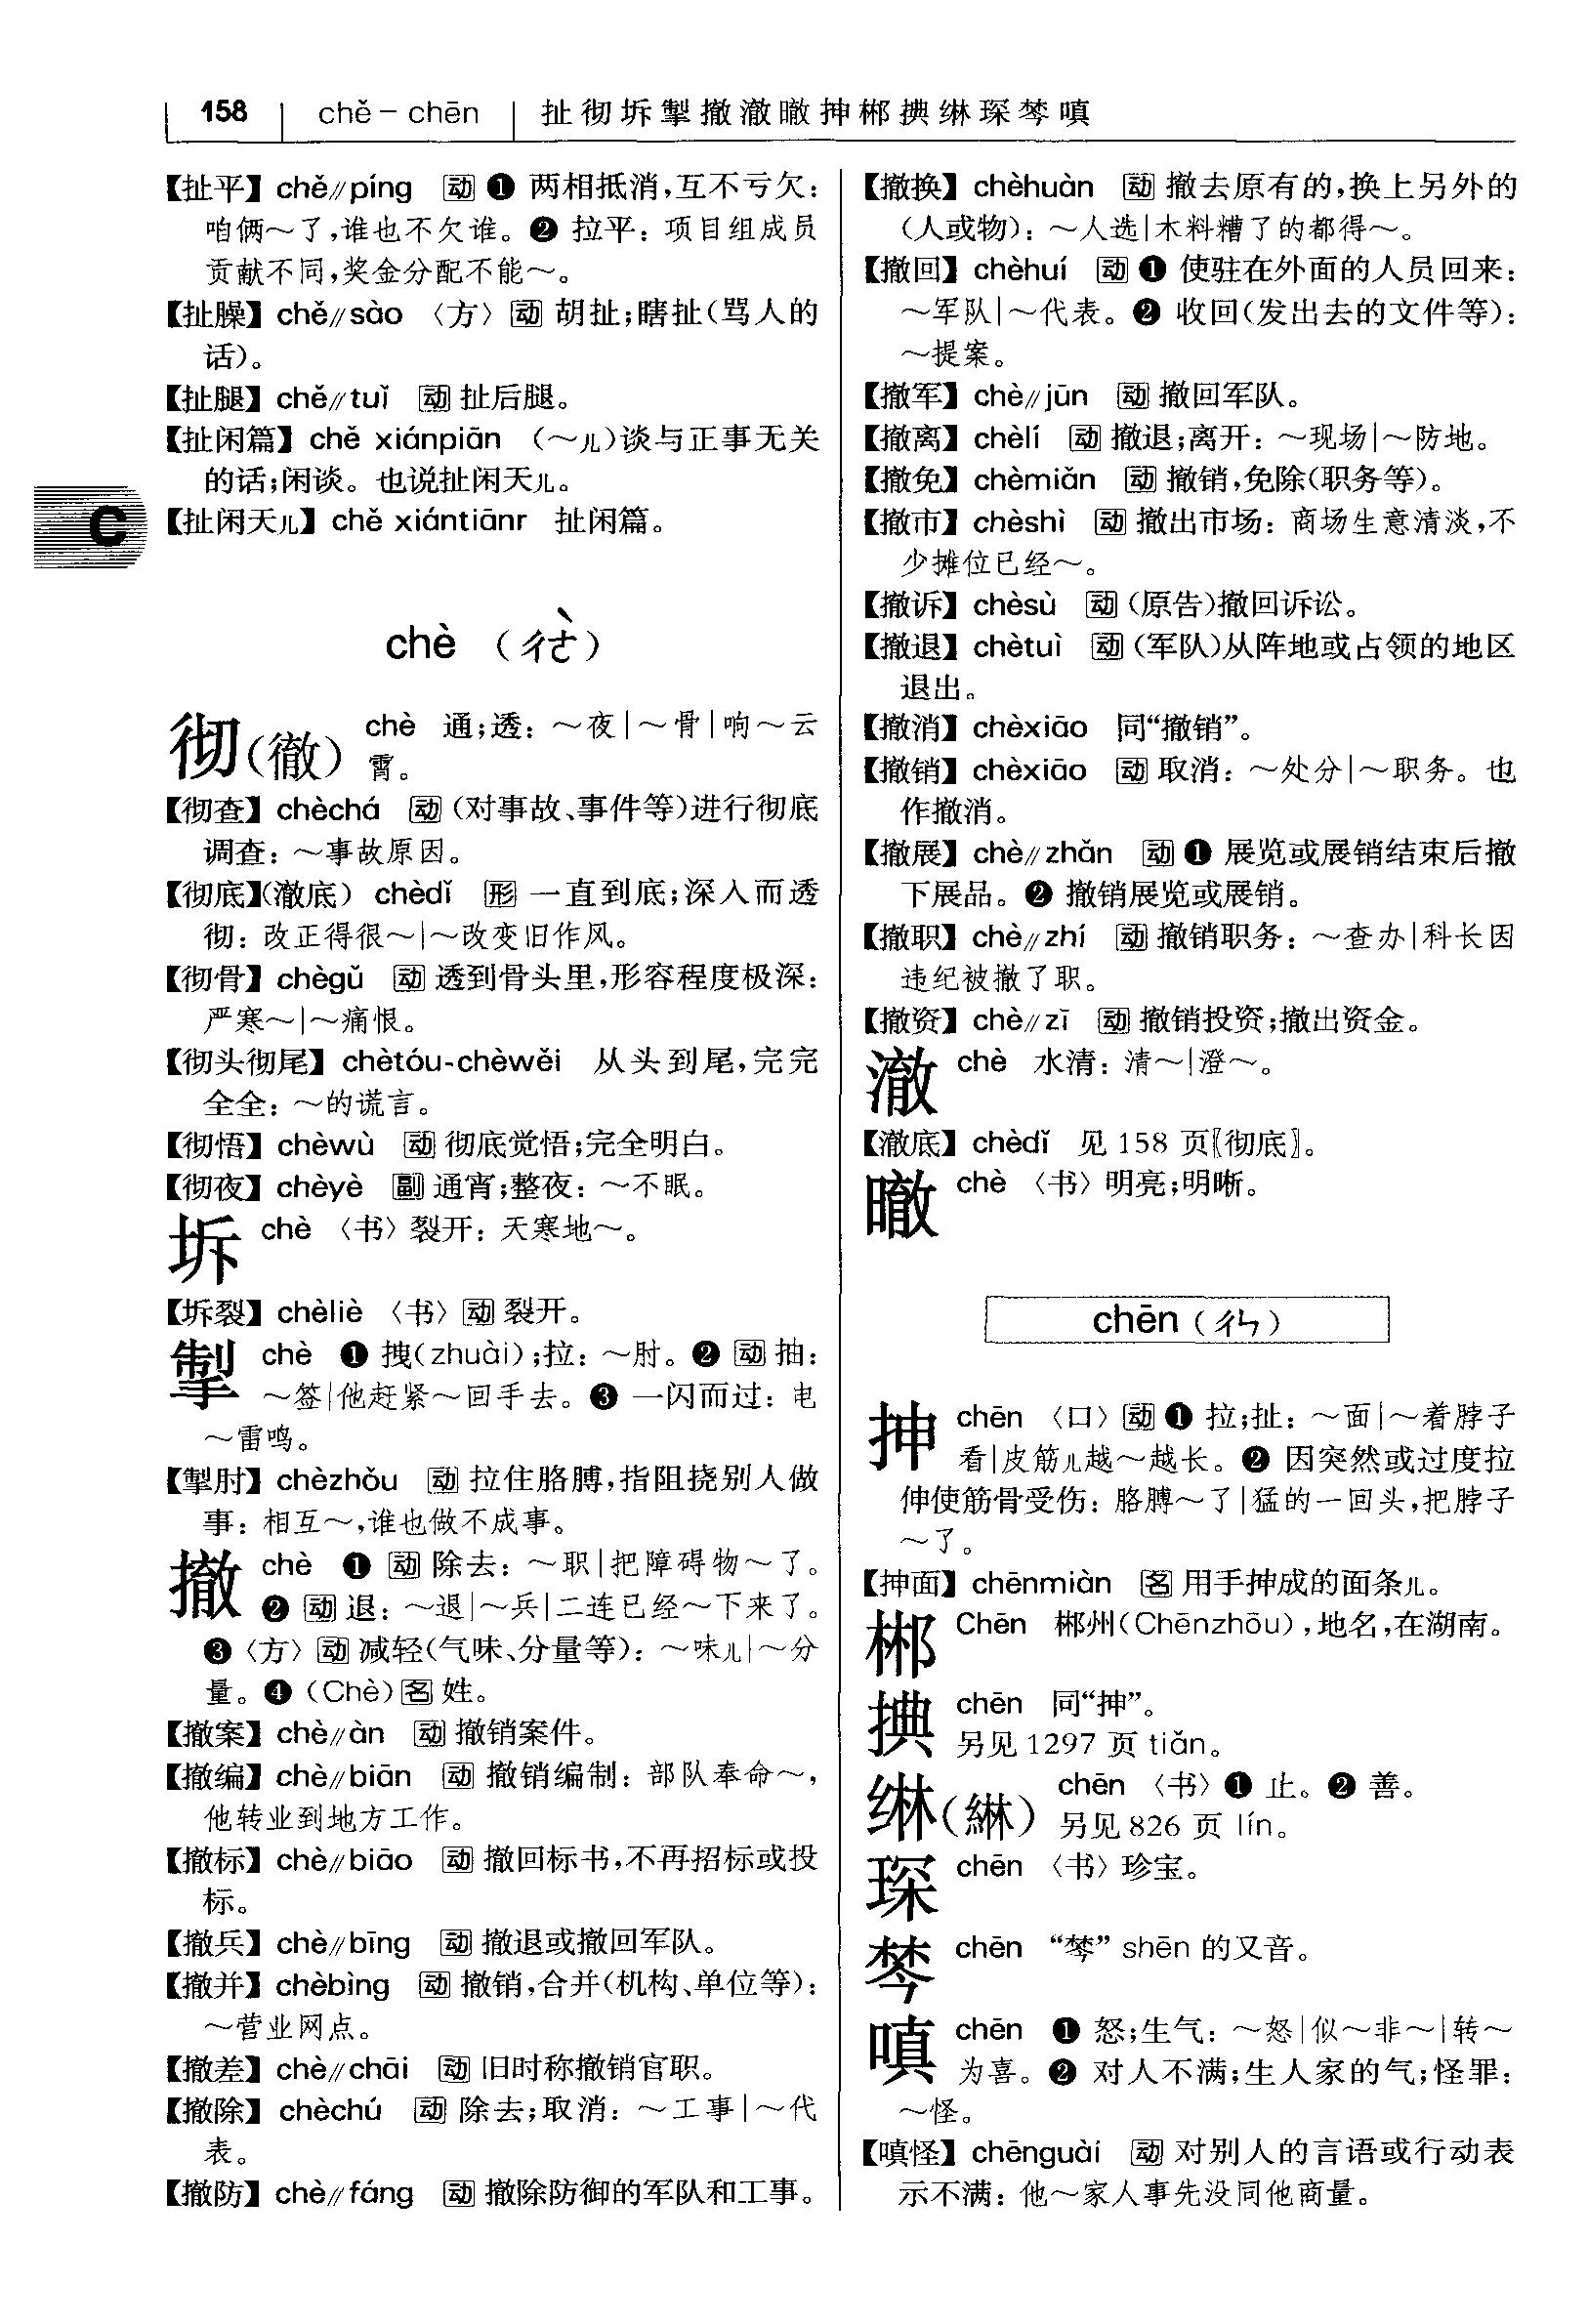 158 chě－chēn 扯彻坼掣撤澈瞮抻郴捵綝琛棽嗔
【扯平】 chě∥píng 动 ❶ 两相抵消，互不亏欠：
咱俩～了，谁也不欠谁。❷ 拉平：项目组成员
贡献不同，奖金分配不能～。
【扯臊】 chě∥sào 〈方〉动 胡扯；瞎扯（骂人的
话）。
【扯腿】 chě∥tuǐ 动 扯后腿。
【扯闲篇】 chě xiánpiān （～儿）谈与正事无关
的话；闲谈。也说扯闲天儿。
C
【扯闲天儿】 chě xiántiānr 扯闲篇。
chè （ㄔㄜˋ）
彻（徹） chè 通；透：～夜|～骨|响～云
霄。
【彻查】 chèchá 动（对事故、事件等）进行彻底
调查：～事故原因。
【彻底】（澈底） chèdǐ 形 一直到底；深入而透
彻：改正得很～|～改变旧作风。
【彻骨】 chègǔ 动 透到骨头里，形容程度极深：
严寒～|～痛恨。
【彻头彻尾】 chètóu-chèwěi 从头到尾，完完
全全：～的谎言。
【彻悟】 chèwù 动 彻底觉悟；完全明白。
【彻夜】 chèyè 副 通宵；整夜：～不眠。
坼 chè 〈书〉裂开：天寒地～。
【坼裂】 chèliè 〈书〉动 裂开。
掣 chè ❶ 拽（zhuài）；拉：～肘。❷ 动 抽：
～签|他赶紧～回手去。❸ 一闪而过：电
～雷鸣。
【掣肘】 chèzhǒu 动 拉住胳膊，指阻挠别人做
事：相互～，谁也做不成事。
撤 chè ❶ 动 除去：～职|把障碍物～了。
❷ 动 退：～退|～兵|二连已经～下来了。
❸〈方〉动 减轻（气味、分量等）：～味儿|～分
量。❹（Chè）名 姓。
【撤案】 chè∥àn 动 撤销案件。
【撤编】 chè∥biān 动 撤销编制：部队奉命～，
他转业到地方工作。
【撤标】 chè∥biāo 动 撤回标书，不再招标或投
标。
【撤兵】 chè∥bīng 动 撤退或撤回军队。
【撤并】 chèbìng 动 撤销，合并（机构、单位等）：
～营业网点。
【撤差】 chè∥chāi 动 旧时称撤销官职。
【撤除】 chèchú 动 除去；取消：～工事|～代
表。
【撤防】 chè∥fáng 动 撤除防御的军队和工事。
【撤换】 chèhuàn 动 撤去原有的，换上另外的
（人或物）：～人选|木料糟了的都得～。
【撤回】 chèhuí 动 ❶ 使驻在外面的人员回来：
～军队|～代表。❷ 收回（发出去的文件等）：
～提案。
【撤军】 chè∥jūn 动 撤回军队。
【撤离】 chèlí 动 撤退；离开：～现场|～防地。
【撤免】 chèmiǎn 动 撤销，免除（职务等）。
【撤市】 chèshì 动 撤出市场：商场生意清淡，不
少摊位已经～。
【撤诉】 chèsù 动（原告）撤回诉讼。
【撤退】 chètuì 动（军队）从阵地或占领的地区
退出。
【撤消】 chèxiāo 同“撤销”。
【撤销】 chèxiāo 动 取消：～处分|～职务。也
作撤消。
【撤展】 chè∥zhǎn 动 ❶ 展览或展销结束后撤
下展品。❷ 撤销展览或展销。
【撤职】 chè∥zhí 动 撤销职务：～查办|科长因
违纪被撤了职。
【撤资】 chè∥zī 动 撤销投资；撤出资金。
澈 chè 水清：清～|澄～。
【澈底】 chèdǐ 见 158 页〖彻底〗。
瞮 chè 〈书〉明亮；明晰。
chēn（ㄔㄣ）
抻 chēn 〈口〉动 ❶ 拉；扯：～面|～着脖子
看|皮筋儿越～越长。❷ 因突然或过度拉
伸使筋骨受伤：胳膊～了|猛的一回头，把脖子
～了。
【抻面】 chēnmiàn 名 用手抻成的面条儿。
郴 Chēn 郴州（Chēnzhōu），地名，在湖南。
捵 chēn 同“抻”。
另见 1297 页 tiǎn。
𬘭（綝） chēn 〈书〉❶ 止。❷ 善。
另见 826 页 lín。
琛 chēn 〈书〉珍宝。
棽 chēn “棽” shēn 的又音。
嗔 chēn ❶ 怒；生气：～怒|似～非～|转～
为喜。❷ 对人不满；生人家的气；怪罪：
～怪。
【嗔怪】 chēnguài 动 对别人的言语或行动表
示不满：他～家人事先没同他商量。